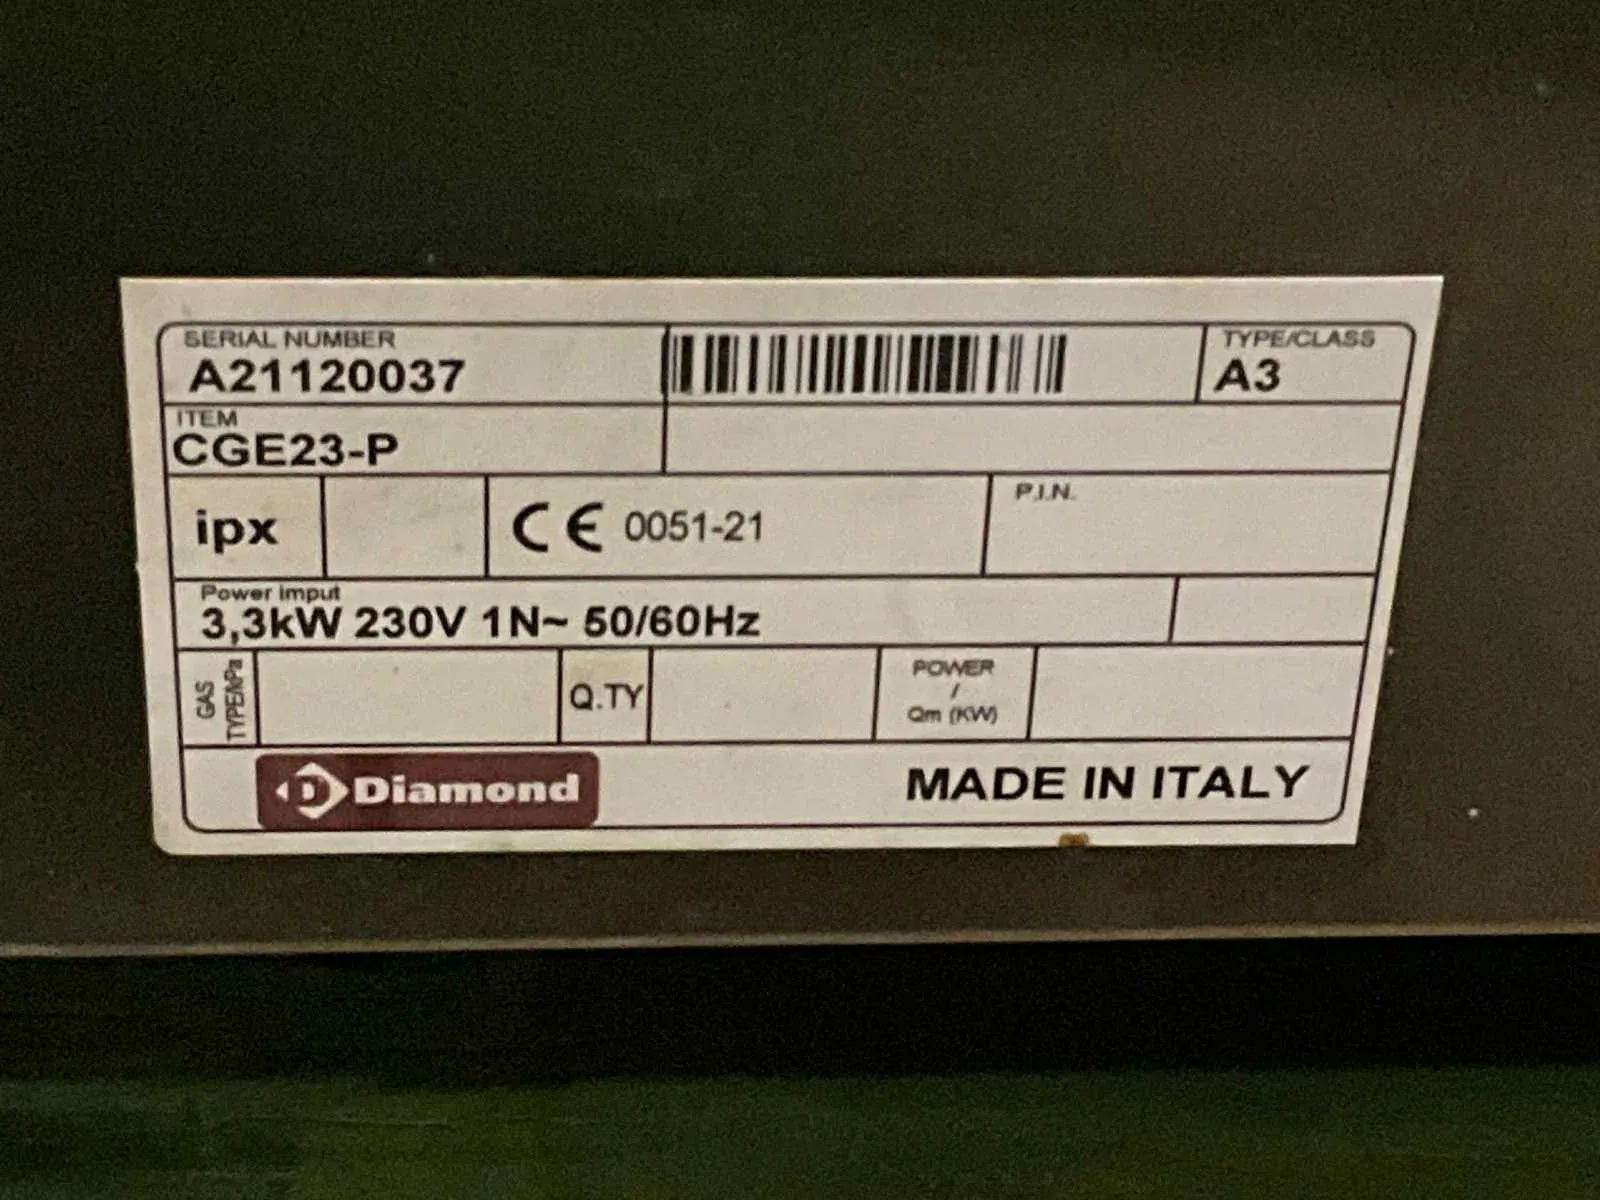 SERIAL NUMBER
A21120037
TYPE/CLASS
A3
ITEM
CGE23-P
ipx
CE 0051-21
P.I.N.
Power Imput
3,3kW 230V 1N~ 50/60Hz
GAS
TYPE/kPa
Q.TY
POWER
/
Qm (KW)
D Diamond
MADE IN ITALY